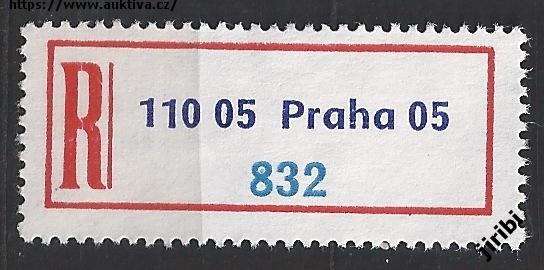 https://www.auktiva.cz/
R
110 05 Praha 05
832
jiribi